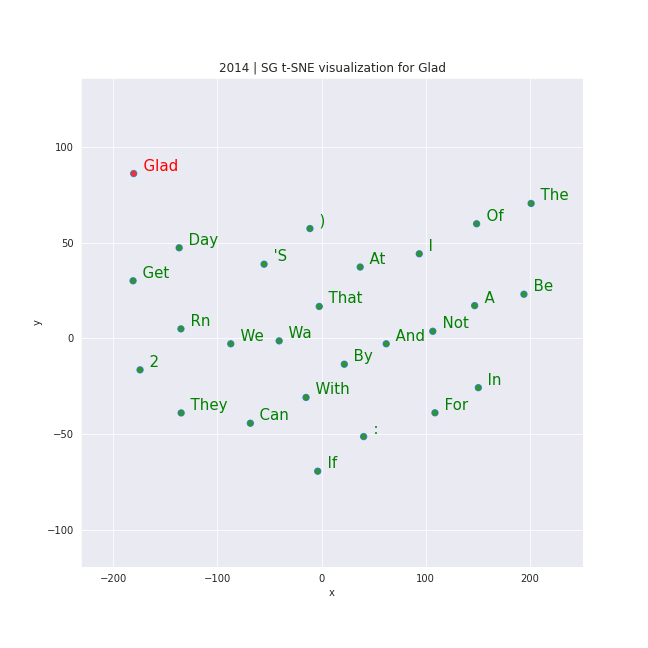 2014 | SG t-SNE visualization for Glad
100
50
0
−50
−100
y
Glad
The
Of
)
Day
I
'S
At
Get
Be
That
A
Rn
Not
We
Wa
And
By
2
In
With
They
For
Can
:
If
−200
−100
0
100
200
x